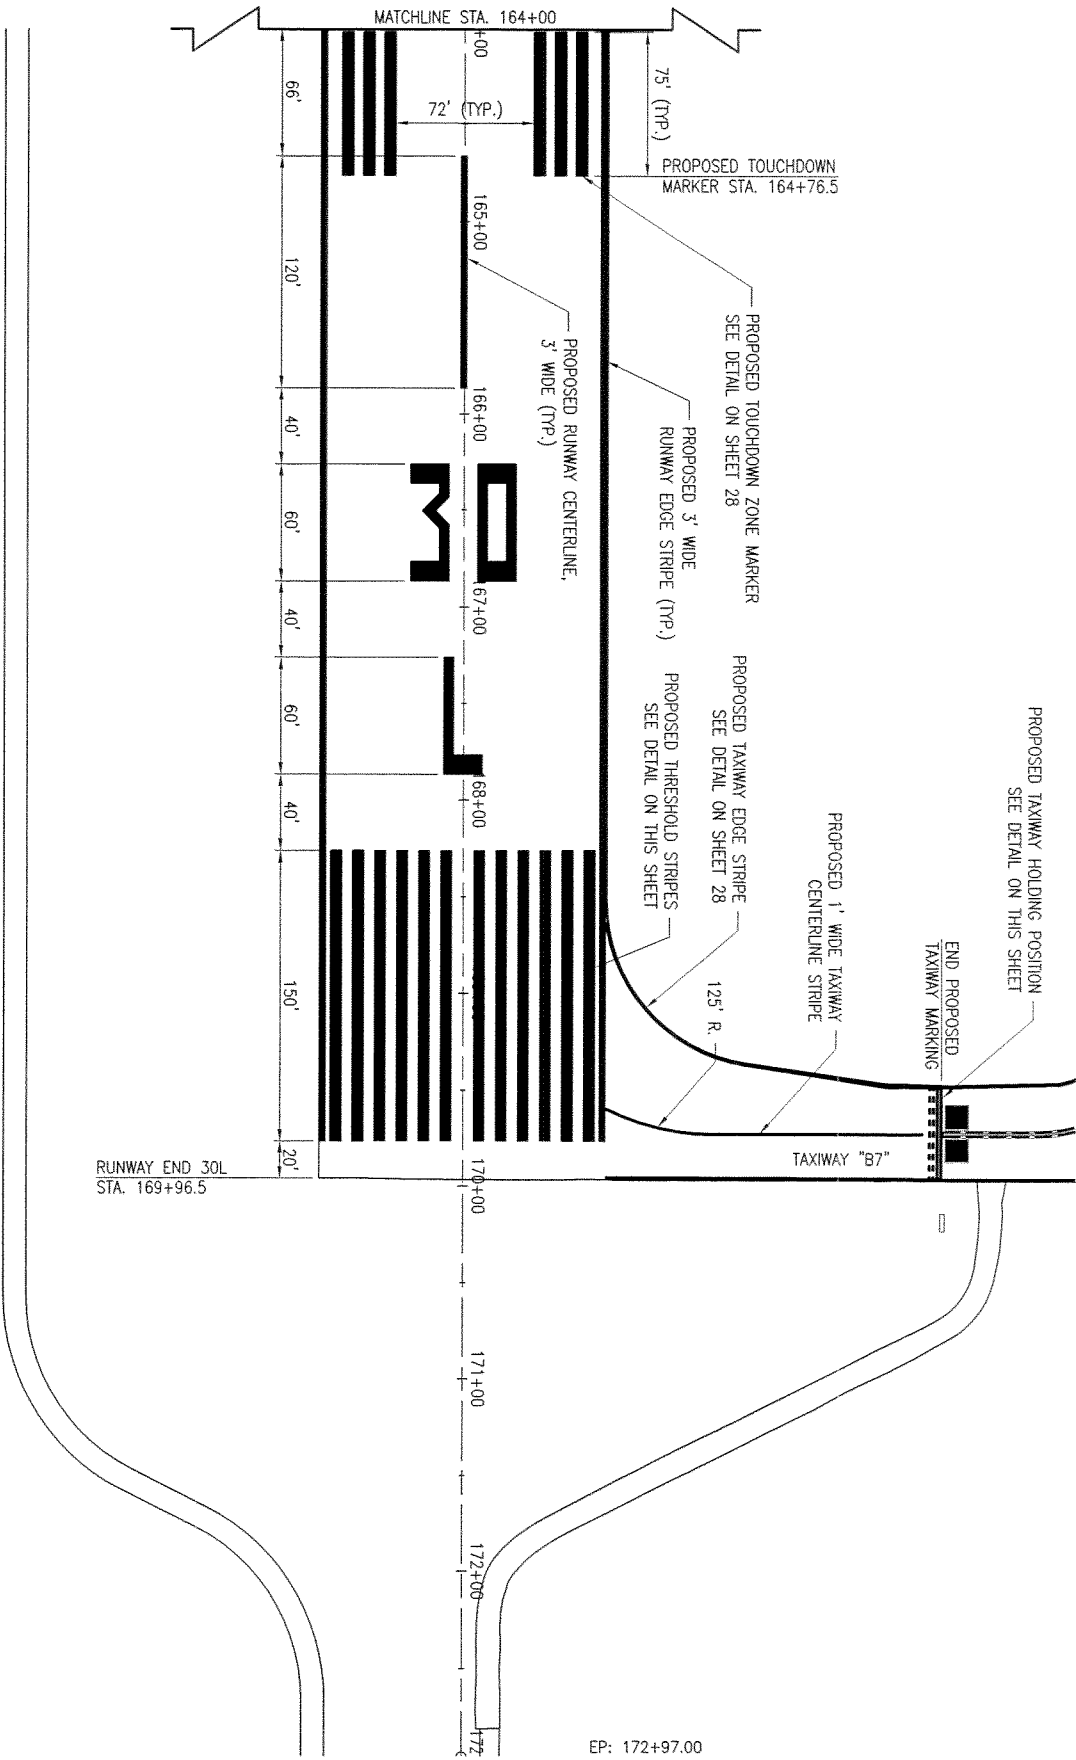 MATCHLINE STA. 164+00
+00
66'
72' (TYP.)
75' (TYP.)
PROPOSED TOUCHDOWN
MARKER STA. 164+76.5
165+00
120'
PROPOSED RUNWAY CENTERLINE,
3' WIDE (TYP.)
PROPOSED TOUCHDOWN ZONE MARKER
SEE DETAIL ON SHEET 28
PROPOSED 3' WIDE
RUNWAY EDGE STRIPE (TYP.)
166+00
40'
30
60'
67+00
40'
L
60'
68+00
40'
PROPOSED TAXIWAY EDGE STRIPE
SEE DETAIL ON SHEET 28
PROPOSED THRESHOLD STRIPES
SEE DETAIL ON THIS SHEET
PROPOSED TAXIWAY HOLDING POSITION
SEE DETAIL ON THIS SHEET
PROPOSED 1' WIDE TAXIWAY
CENTERLINE STRIPE
END PROPOSED
TAXIWAY MARKING
125' R.
150'
TAXIWAY "B7"
20'
RUNWAY END 30L
STA. 169+96.5
170+00
171+00
172+00
172
EP: 172+97.00